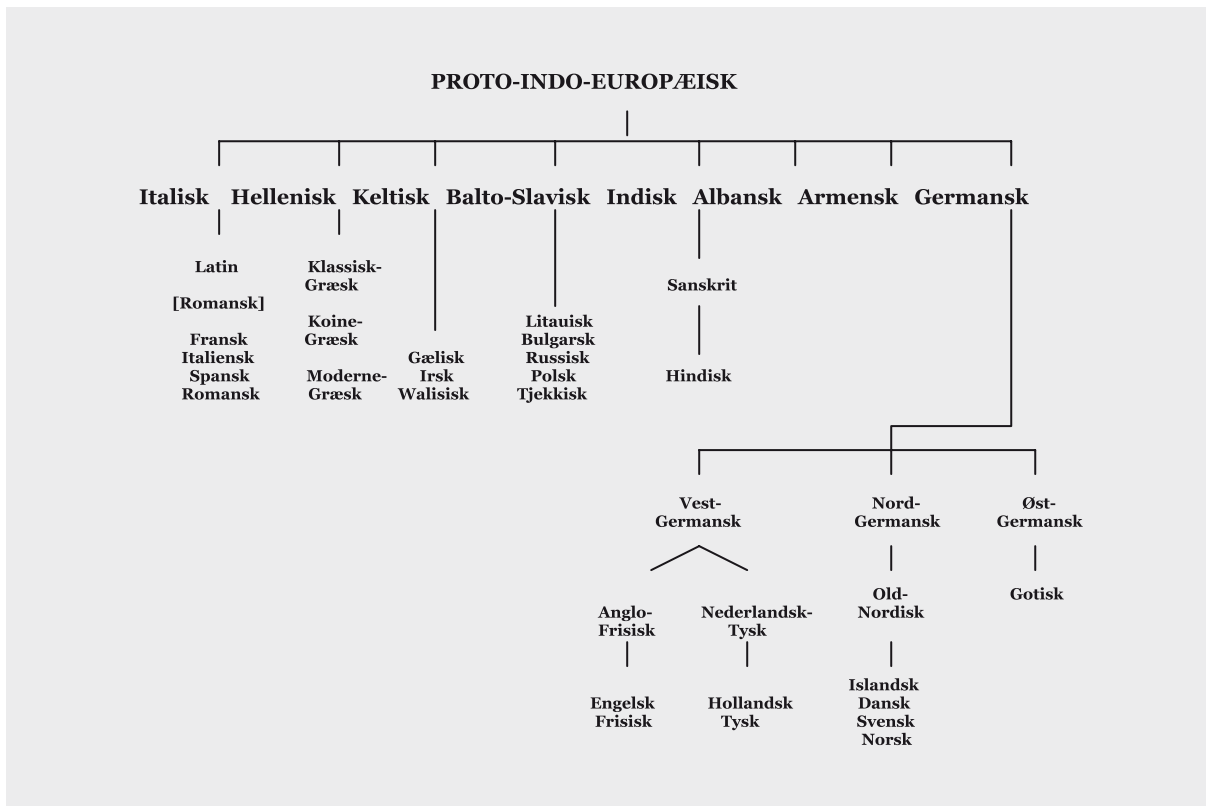 PROTO-INDO-EUROPÆISK
Italisk Hellenisk Keltisk Balto-Slavisk Indisk Albansk Armensk Germansk
Latin
[Romansk]
Fransk
Italiensk
Spansk
Romansk
Klassisk-
Græsk
Koine-
Græsk
Moderne-
Græsk
Gælisk
Irsk
Walisisk
Litauisk
Bulgarsk
Russisk
Polsk
Tjekkisk
Sanskrit
Hindisk
Vest-
Germansk
Nord-
Germansk
Øst-
Germansk
Anglo-
Frisisk
Nederlandsk-
Tysk
Old-
Nordisk
Gotisk
Engelsk
Frisisk
Hollandsk
Tysk
Islandsk
Dansk
Svensk
Norsk